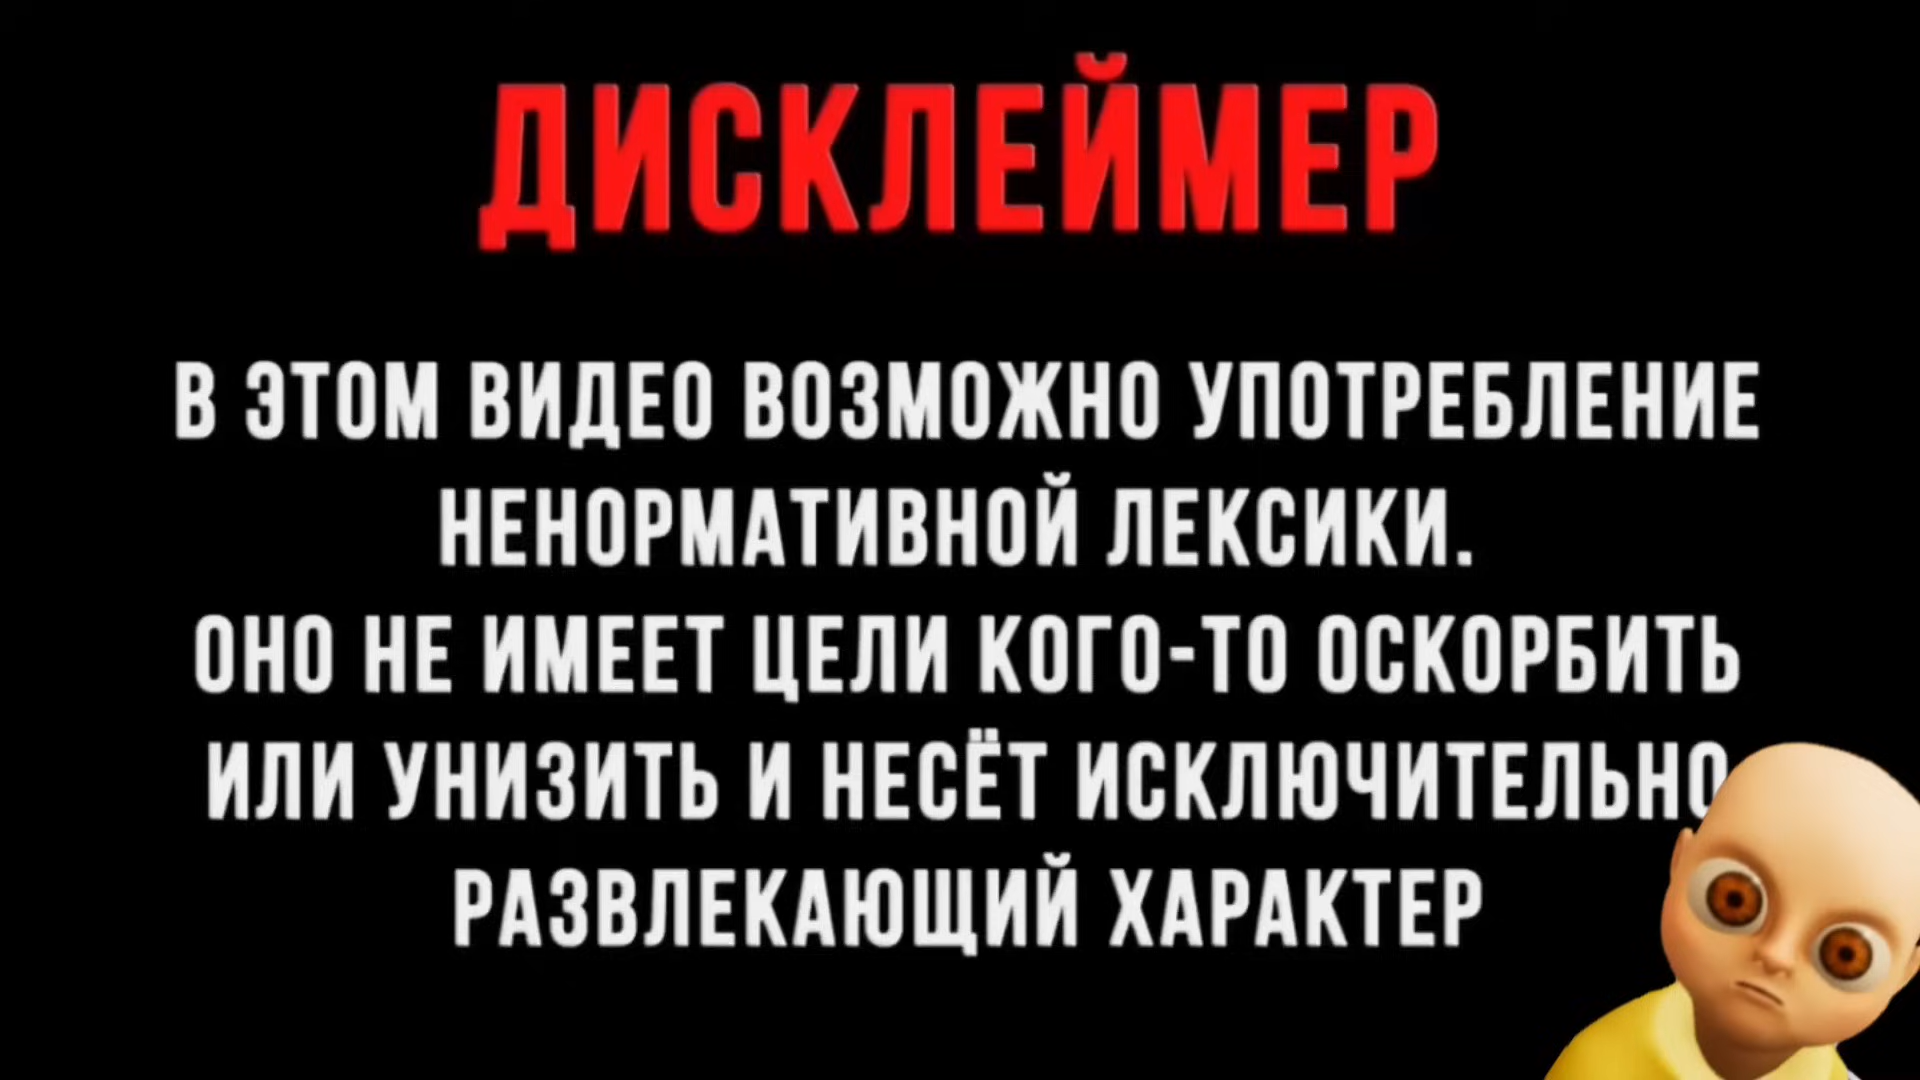 ДИСКЛЕЙМЕР
В ЭТОМ ВИДЕО ВОЗМОЖНО УПОТРЕБЛЕНИЕ
НЕНОРМАТИВНОЙ ЛЕКСИКИ.
ОНО НЕ ИМЕЕТ ЦЕЛИ КОГО-ТО ОСКОРБИТЬ
ИЛИ УНИЗИТЬ И НЕСЁТ ИСКЛЮЧИТЕЛЬНО
РАЗВЛЕКАЮЩИЙ ХАРАКТЕР